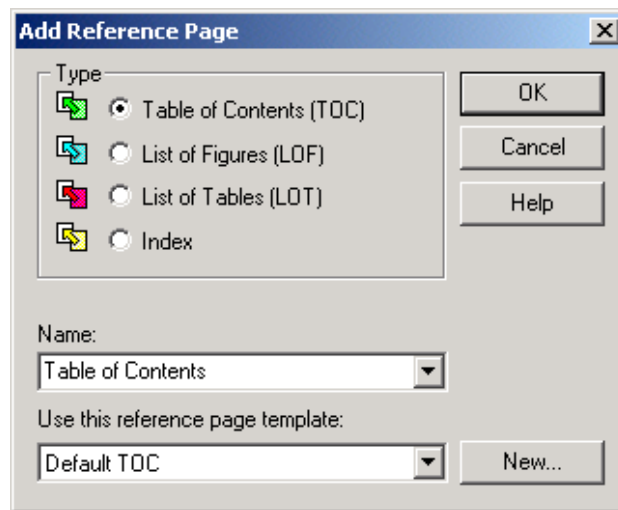 Add Reference Page
Type
Table of Contents (TOC)
List of Figures (LOF)
List of Tables (LOT)
Index
OK
Cancel
Help
Name:
Table of Contents
Use this reference page template:
Default TOC
New...